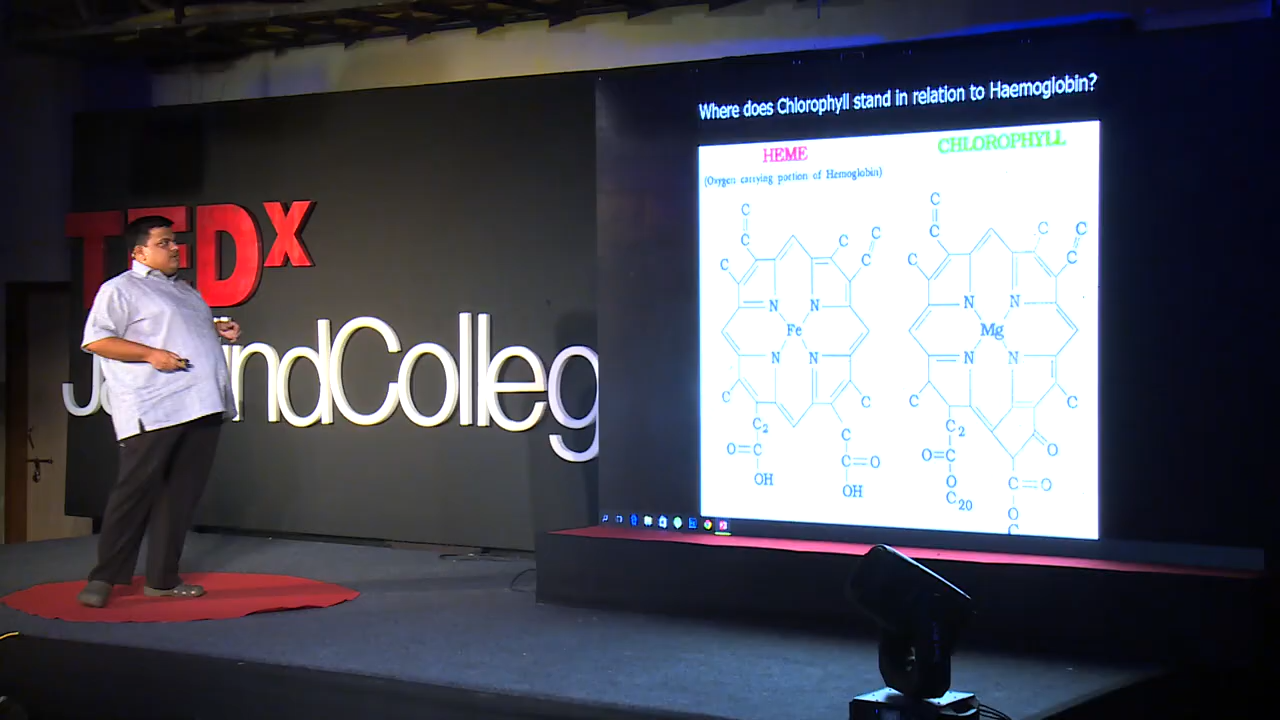 TEDx
Where does Chlorophyll stand in relation to Haemoglobin?
HEME
(Oxygen carrying portion of Hemoglobin)
CHLOROPHYLL
C
C
C
C
C
C
N
N
Fe
N
N
C
C
C2
C
O=C
C=O
OH
OH
C
C
C
C
C
C
N
N
Mg
N
N
C
C
C2
O
O=C
C=O
O
O
C20
C